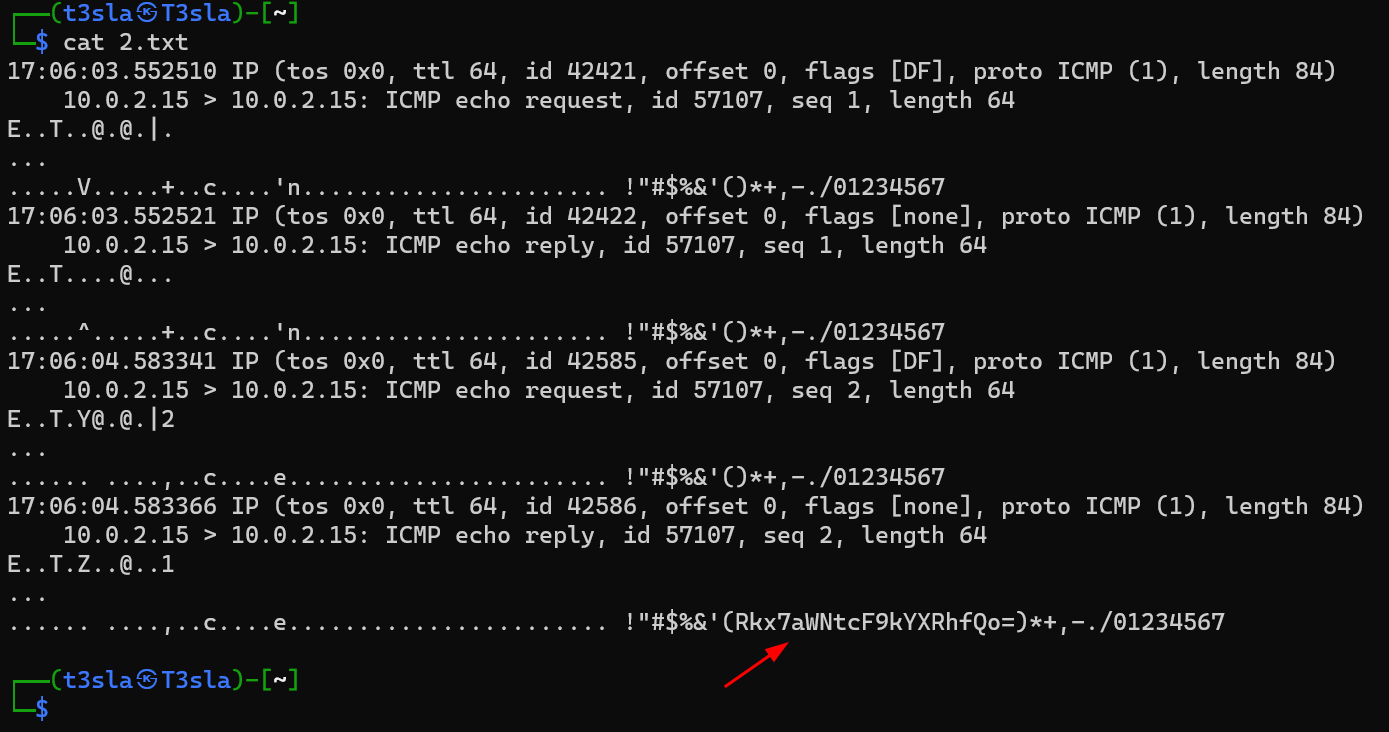 ┌──(t3sla㉿T3sla)-[~]
└─$ cat 2.txt
17:06:03.552510 IP (tos 0x0, ttl 64, id 42421, offset 0, flags [DF], proto ICMP (1), length 84)
    10.0.2.15 > 10.0.2.15: ICMP echo request, id 57107, seq 1, length 64
E..T..@.@.|.
...
.....V.....+..c....'n...................... !"#$%&'()*+,-./01234567
17:06:03.552521 IP (tos 0x0, ttl 64, id 42422, offset 0, flags [none], proto ICMP (1), length 84)
    10.0.2.15 > 10.0.2.15: ICMP echo reply, id 57107, seq 1, length 64
E..T....@...
...
.....^.....+..c....'n...................... !"#$%&'()*+,-./01234567
17:06:04.583341 IP (tos 0x0, ttl 64, id 42585, offset 0, flags [DF], proto ICMP (1), length 84)
    10.0.2.15 > 10.0.2.15: ICMP echo request, id 57107, seq 2, length 64
E..T.Y@.@.|2
...
...... ....,..c....e....................... !"#$%&'()*+,-./01234567
17:06:04.583366 IP (tos 0x0, ttl 64, id 42586, offset 0, flags [none], proto ICMP (1), length 84)
    10.0.2.15 > 10.0.2.15: ICMP echo reply, id 57107, seq 2, length 64
E..T.Z..@..1
...
...... ....,..c....e....................... !"#$%&'(Rkx7aWNtcF9kYXRhfQo=)*+,-./01234567
┌──(t3sla㉿T3sla)-[~]
└─$